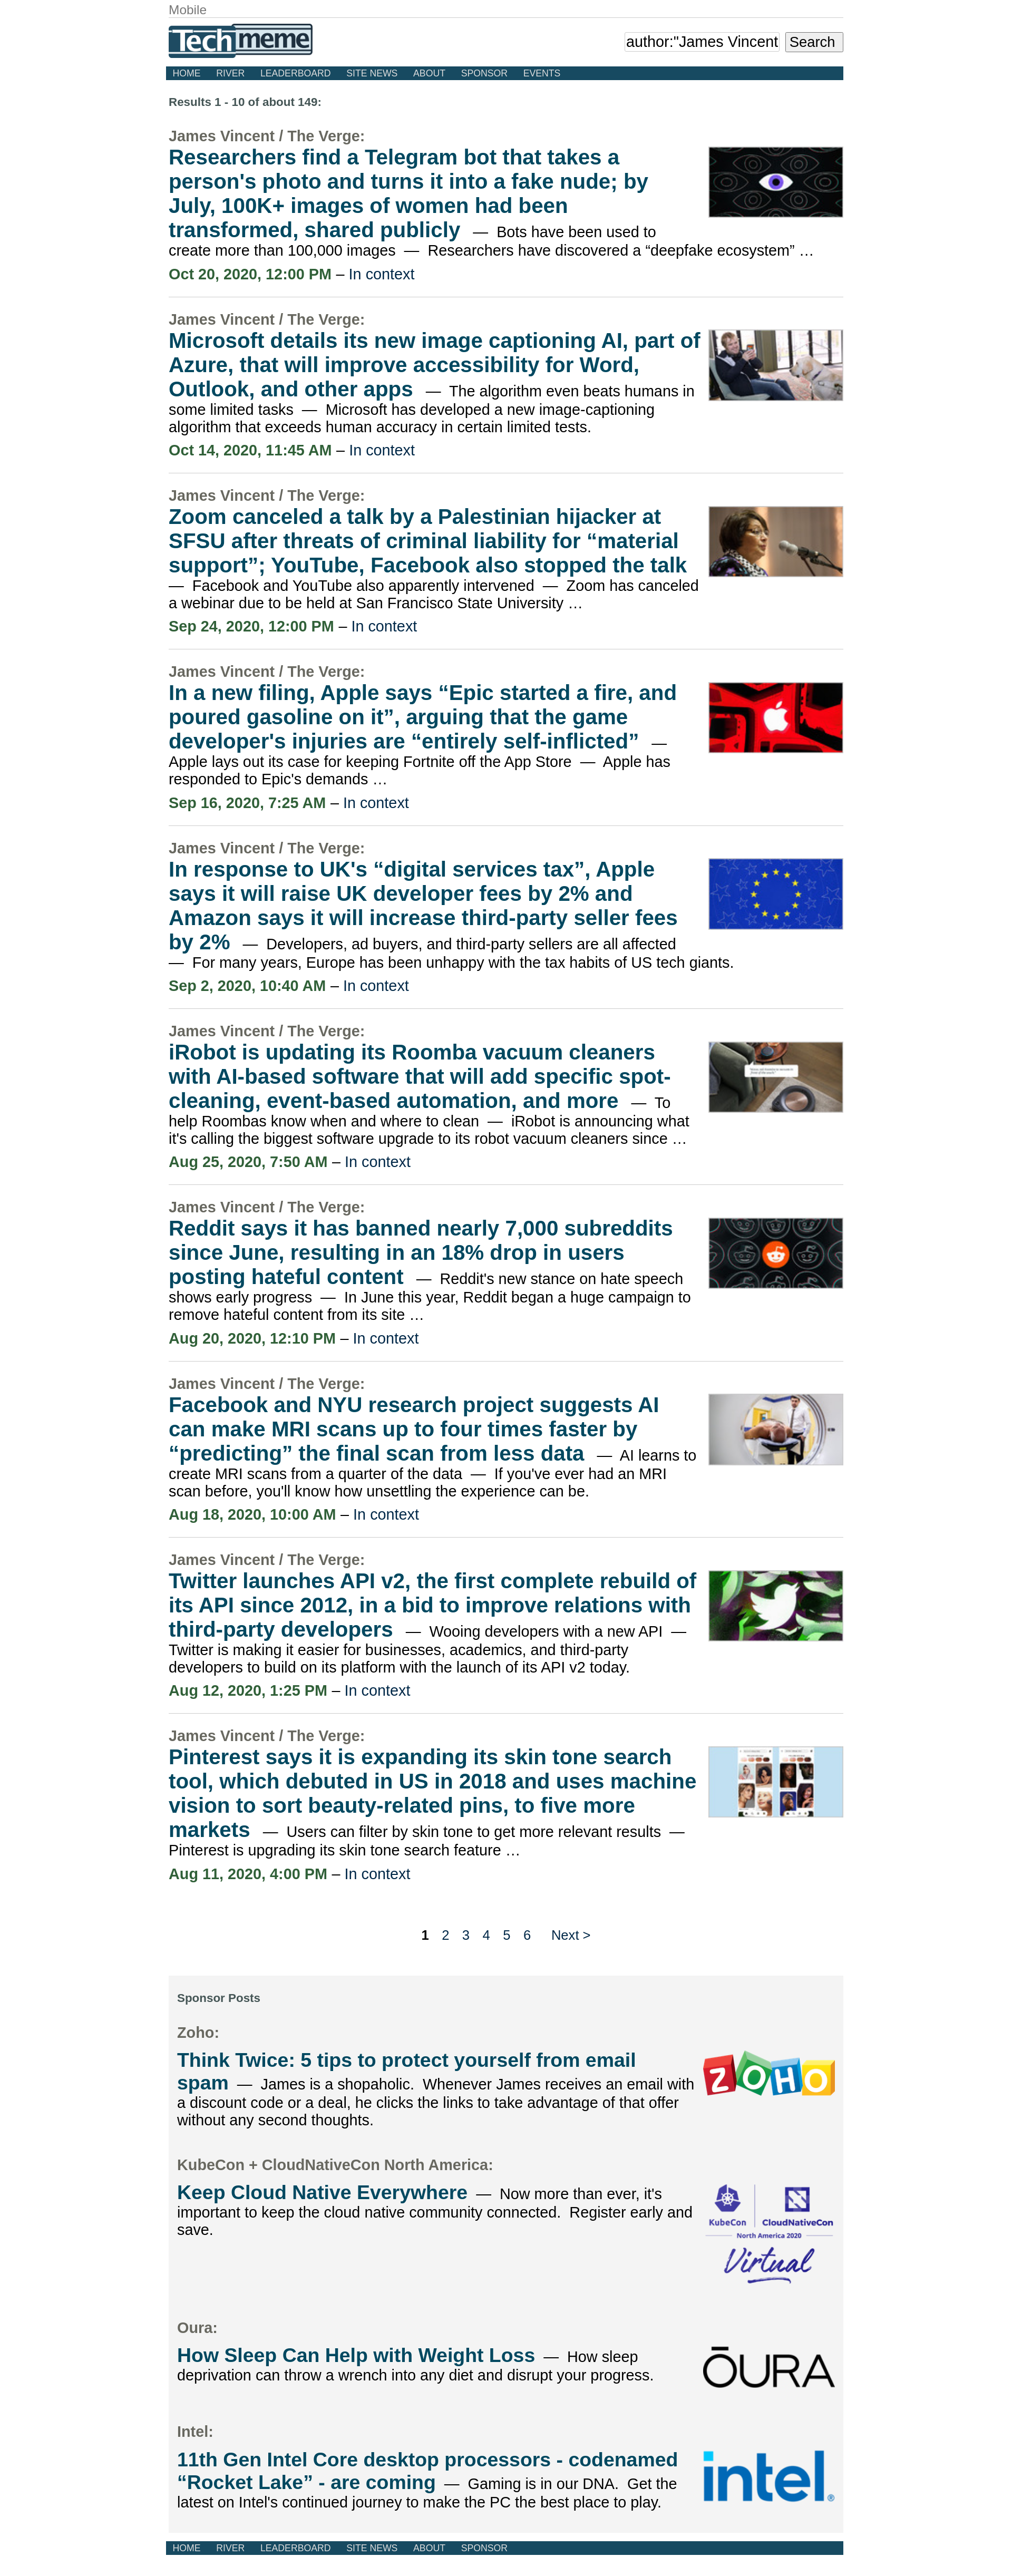 Mobile
Techmeme
author:"James Vincent
Search
HOME RIVER LEADERBOARD SITE NEWS ABOUT SPONSOR EVENTS
Results 1 - 10 of about 149:
James Vincent / The Verge:
Researchers find a Telegram bot that takes a
person's photo and turns it into a fake nude; by
July, 100K+ images of women had been
transformed, shared publicly — Bots have been used to
create more than 100,000 images — Researchers have discovered a “deepfake ecosystem” …
Oct 20, 2020, 12:00 PM – In context
James Vincent / The Verge:
Microsoft details its new image captioning AI, part of
Azure, that will improve accessibility for Word,
Outlook, and other apps — The algorithm even beats humans in
some limited tasks — Microsoft has developed a new image-captioning
algorithm that exceeds human accuracy in certain limited tests.
Oct 14, 2020, 11:45 AM – In context
James Vincent / The Verge:
Zoom canceled a talk by a Palestinian hijacker at
SFSU after threats of criminal liability for “material
support”; YouTube, Facebook also stopped the talk
— Facebook and YouTube also apparently intervened — Zoom has canceled
a webinar due to be held at San Francisco State University …
Sep 24, 2020, 12:00 PM – In context
James Vincent / The Verge:
In a new filing, Apple says “Epic started a fire, and
poured gasoline on it”, arguing that the game
developer's injuries are “entirely self-inflicted” —
Apple lays out its case for keeping Fortnite off the App Store — Apple has
responded to Epic's demands …
Sep 16, 2020, 7:25 AM – In context
James Vincent / The Verge:
In response to UK's “digital services tax”, Apple
says it will raise UK developer fees by 2% and
Amazon says it will increase third-party seller fees
by 2% — Developers, ad buyers, and third-party sellers are all affected
— For many years, Europe has been unhappy with the tax habits of US tech giants.
Sep 2, 2020, 10:40 AM – In context
James Vincent / The Verge:
iRobot is updating its Roomba vacuum cleaners
with AI-based software that will add specific spot-
cleaning, event-based automation, and more — To
help Roombas know when and where to clean — iRobot is announcing what
it's calling the biggest software upgrade to its robot vacuum cleaners since …
Aug 25, 2020, 7:50 AM – In context
James Vincent / The Verge:
Reddit says it has banned nearly 7,000 subreddits
since June, resulting in an 18% drop in users
posting hateful content — Reddit's new stance on hate speech
shows early progress — In June this year, Reddit began a huge campaign to
remove hateful content from its site …
Aug 20, 2020, 12:10 PM – In context
James Vincent / The Verge:
Facebook and NYU research project suggests AI
can make MRI scans up to four times faster by
“predicting” the final scan from less data — AI learns to
create MRI scans from a quarter of the data — If you've ever had an MRI
scan before, you'll know how unsettling the experience can be.
Aug 18, 2020, 10:00 AM – In context
James Vincent / The Verge:
Twitter launches API v2, the first complete rebuild of
its API since 2012, in a bid to improve relations with
third-party developers — Wooing developers with a new API —
Twitter is making it easier for businesses, academics, and third-party
developers to build on its platform with the launch of its API v2 today.
Aug 12, 2020, 1:25 PM – In context
James Vincent / The Verge:
Pinterest says it is expanding its skin tone search
tool, which debuted in US in 2018 and uses machine
vision to sort beauty-related pins, to five more
markets — Users can filter by skin tone to get more relevant results —
Pinterest is upgrading its skin tone search feature …
Aug 11, 2020, 4:00 PM – In context
1 2 3 4 5 6 Next >
Sponsor Posts
Zoho:
Think Twice: 5 tips to protect yourself from email
spam — James is a shopaholic. Whenever James receives an email with
a discount code or a deal, he clicks the links to take advantage of that offer
without any second thoughts.
ZOHO
KubeCon + CloudNativeCon North America:
Keep Cloud Native Everywhere — Now more than ever, it's
important to keep the cloud native community connected. Register early and
save.
KubeCon CloudNativeCon
North America 2020
Virtual
Oura:
How Sleep Can Help with Weight Loss — How sleep
deprivation can throw a wrench into any diet and disrupt your progress.
ŌURA
Intel:
11th Gen Intel Core desktop processors - codenamed
“Rocket Lake” - are coming — Gaming is in our DNA. Get the
latest on Intel's continued journey to make the PC the best place to play.
intel®
HOME RIVER LEADERBOARD SITE NEWS ABOUT SPONSOR